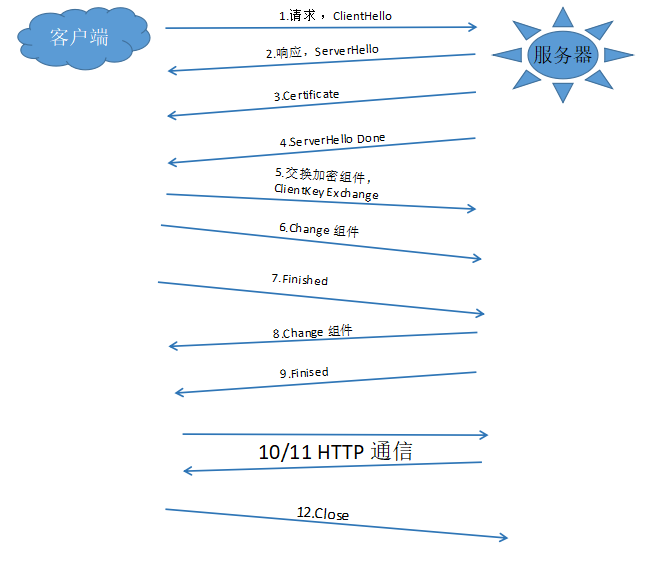 客户端
服务器
1.请求 ，ClientHello
2.响应，ServerHello
3.Certificate
4.ServerHello Done
5.交换加密组件，
ClientKey Exchange
6.Change 组件
7.Finished
8.Change 组件
9.Finised
10/11 HTTP 通信
12.Close